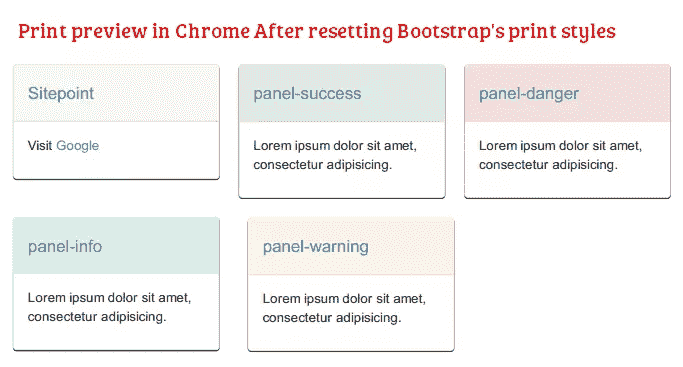 Print preview in Chrome After resetting Bootstrap's print styles
Sitepoint
Visit Google
panel-success
Lorem ipsum dolor sit amet,
consectetur adipisicing.
panel-danger
Lorem ipsum dolor sit amet,
consectetur adipisicing.
panel-info
Lorem ipsum dolor sit amet,
consectetur adipisicing.
panel-warning
Lorem ipsum dolor sit amet,
consectetur adipisicing.